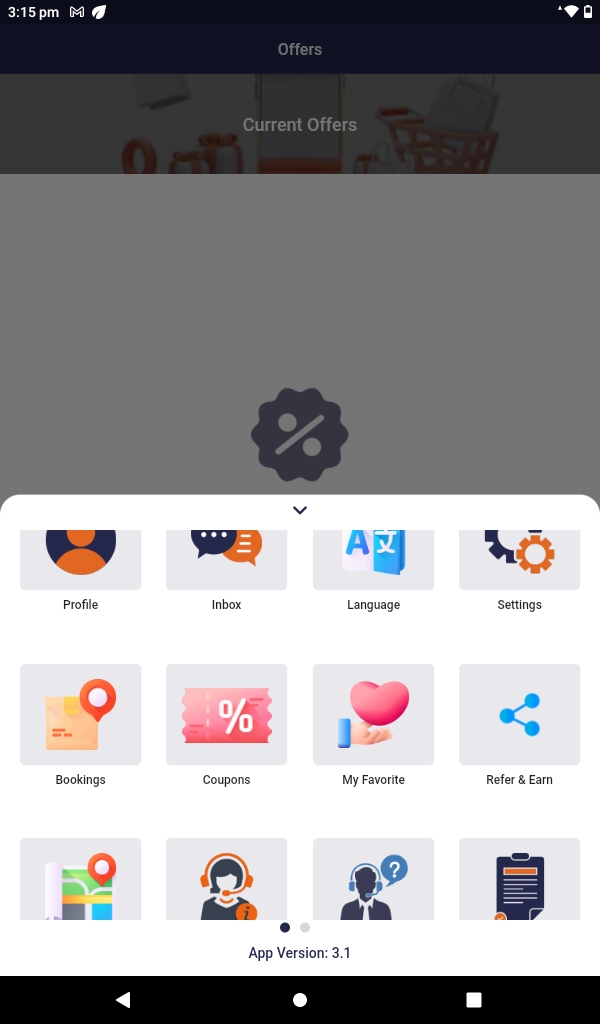 3:15 pm
Offers
Current Offers
%
A 文
Profile
Inbox
Language
Settings
%
Bookings
Coupons
My Favorite
Refer & Earn
?
i
App Version: 3.1